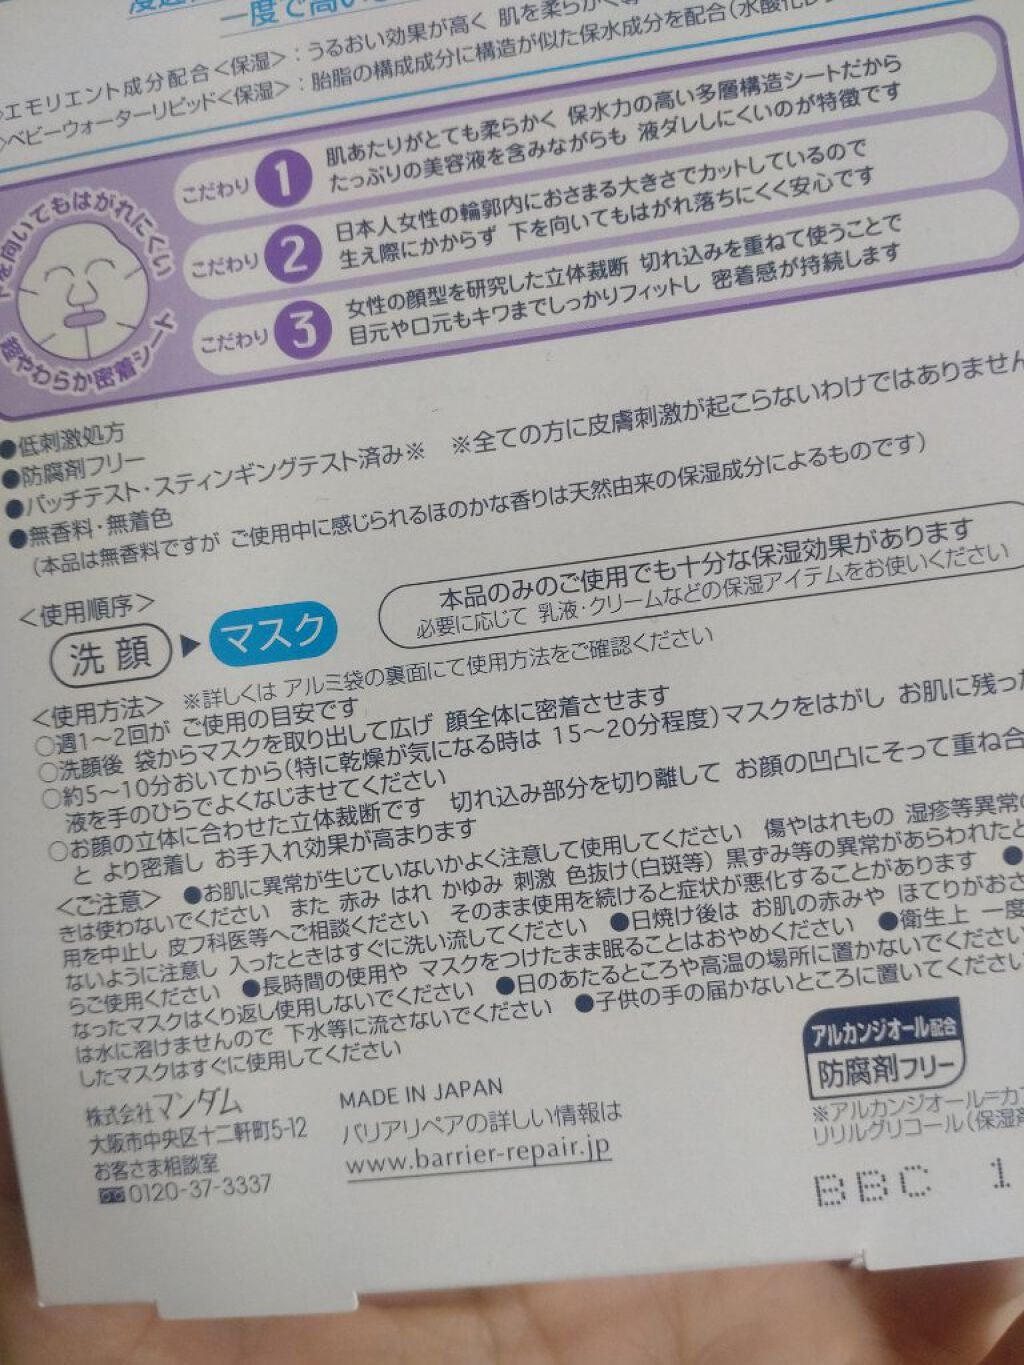 一度で高い
◇エモリエント成分配合<保湿>：うるおい効果が高く 肌を柔らかく
◇ベビーウォーターリピッド<保湿>：胎脂の構成成分に構造が似た保水成分を配合(水酸化レシ
下を向いてもはがれにくい
やわらか密着シート
こだわり 1
肌あたりがとても柔らかく 保水力の高い多層構造シートだから
たっぷりの美容液を含みながらも 液ダレしにくいのが特徴です
こだわり 2
日本人女性の輪郭内におさまる大きさでカットしているので
生え際にかからず 下を向いてもはがれ落ちにくく安心です
こだわり 3
女性の顔型を研究した立体裁断 切れ込みを重ねて使うことで
目元や口元もキワまでしっかりフィットし 密着感が持続します
●低刺激処方
●防腐剤フリー
●パッチテスト・スティンギングテスト済み※ ※全ての方に皮膚刺激が起こらないわけではありません
●無香料・無着色
(本品は無香料ですが ご使用中に感じられるほのかな香りは天然由来の保湿成分によるものです)
<使用順序>
洗顔 ▶ マスク
本品のみのご使用でも十分な保湿効果があります
必要に応じて 乳液・クリームなどの保湿アイテムをお使いください
<使用方法> ※詳しくは アルミ袋の裏面にて使用方法をご確認ください
○週1〜2回が ご使用の目安です
○洗顔後 袋からマスクを取り出して広げ 顔全体に密着させます
○約5〜10分おいてから(特に乾燥が気になる時は 15〜20分程度)マスクをはがし お肌に残った
液を手のひらでよくなじませてください
○お顔の立体に合わせた立体裁断です 切れ込み部分を切り離して お顔の凹凸にそって重ね合
と より密着し お手入れ効果が高まります
<ご注意> ●お肌に異常が生じていないかよく注意して使用してください 傷やはれもの 湿疹等異常の
きは使わないでください また 赤み はれ かゆみ 刺激 色抜け(白斑等) 黒ずみ等の異常があらわれたと
用を中止し 皮フ科医等へご相談ください そのまま使用を続けると症状が悪化することがあります ●
ないように注意し 入ったときはすぐに洗い流してください ●日焼け後は お肌の赤みや ほてりがおさ
らご使用ください ●長時間の使用や マスクをつけたまま眠ることはおやめください ●衛生上 一度
なったマスクはくり返し使用しないでください ●日のあたるところや高温の場所に置かないでください
は水に溶けませんので 下水等に流さないでください ●子供の手の届かないところに置いてください
したマスクはすぐに使用してください
株式会社マンダム
大阪市中央区十二軒町5-12
お客さま相談室
0120-37-3337
MADE IN JAPAN
バリアリペアの詳しい情報は
www.barrier-repair.jp
アルカンジオール配合
防腐剤フリー
※アルカンジオール=カプ
リリルグリコール(保湿剤
BBC 1